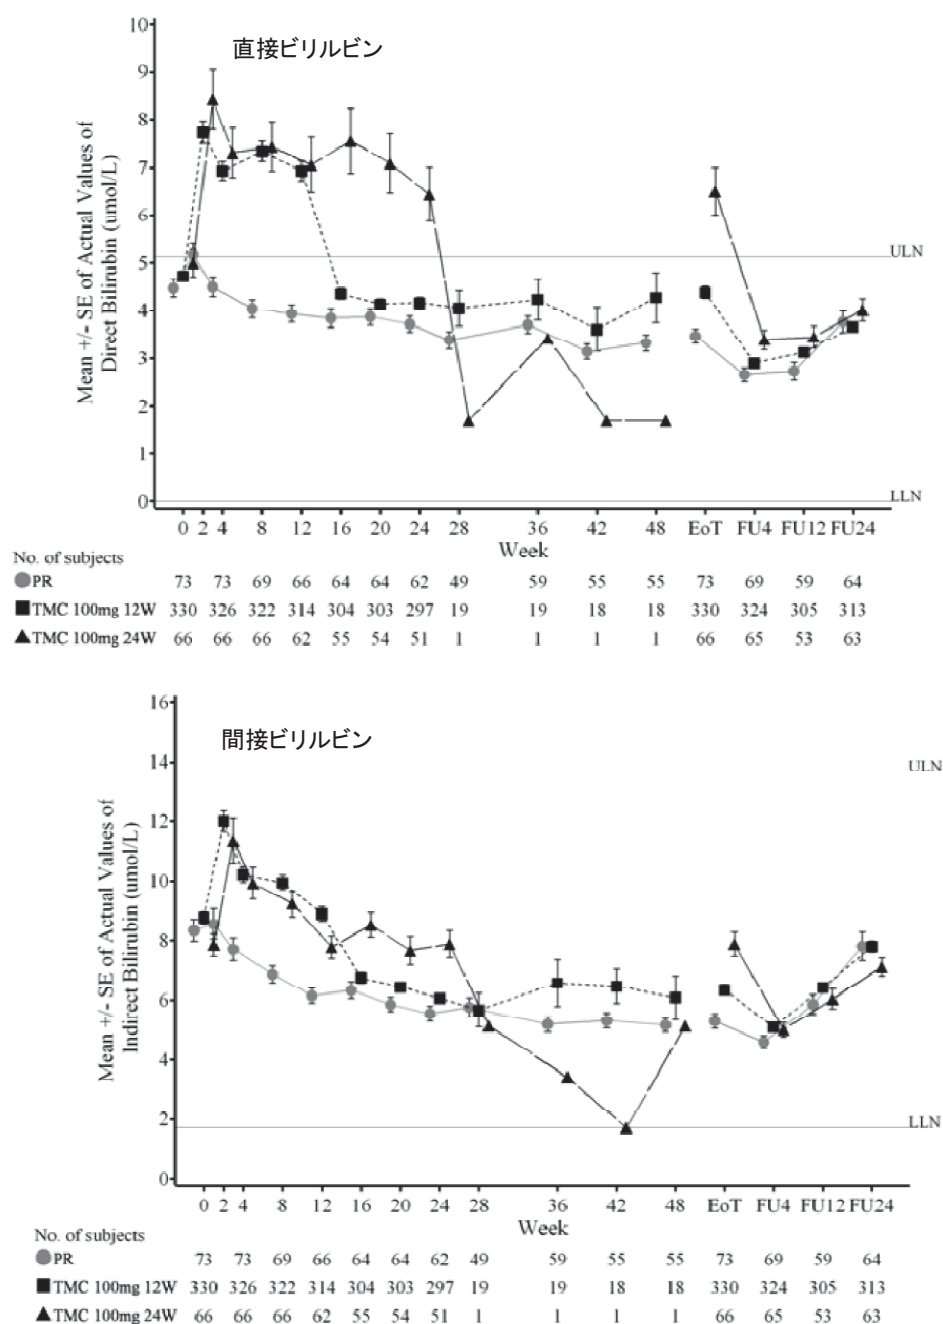 直接ビリルビン
Mean +/- SE of Actual Values of
Direct Bilirubin (umol/L)
10
9
8
7
6
5
4
3
2
1
0
ULN
LLN
0 2 4 8 12 16 20 24 28 36 42 48 EoT FU4 FU12 FU24
Week
No. of subjects
PR 73 73 69 66 64 64 62 49 59 55 55 73 69 59 64
TMC 100mg 12W 330 326 322 314 304 303 297 19 19 18 18 330 324 305 313
TMC 100mg 24W 66 66 66 62 55 54 51 1 1 1 1 66 65 53 63
間接ビリルビン
Mean +/- SE of Actual Values of
Indirect Bilirubin (umol/L)
16
14
12
10
8
6
4
2
0
ULN
LLN
0 2 4 8 12 16 20 24 28 36 42 48 EoT FU4 FU12 FU24
Week
No. of subjects
PR 73 73 69 66 64 64 62 49 59 55 55 73 69 59 64
TMC 100mg 12W 330 326 322 314 304 303 297 19 19 18 18 330 324 305 313
TMC 100mg 24W 66 66 66 62 55 54 51 1 1 1 1 66 65 53 63